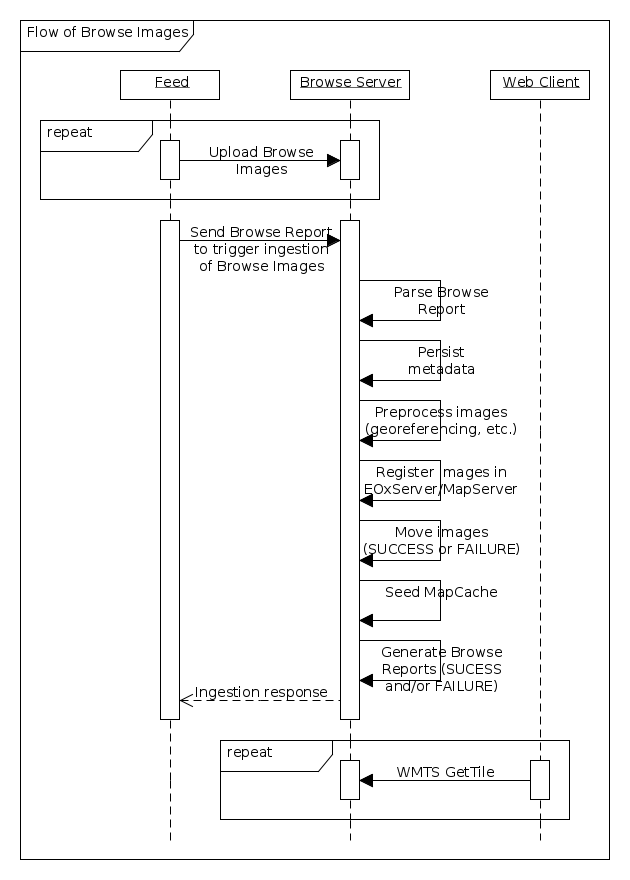 Flow of Browse Images
Feed
Browse Server
Web Client
repeat
Upload Browse
Images
Send Browse Report
to trigger ingestion
of Browse Images
Parse Browse
Report
Persist
metadata
Preprocess images
(georeferencing, etc.)
Register images in
EOxServer/MapServer
Move images
(SUCCESS or FAILURE)
Seed MapCache
Generate Browse
Reports (SUCESS
and/or FAILURE)
Ingestion response
repeat
WMTS GetTile